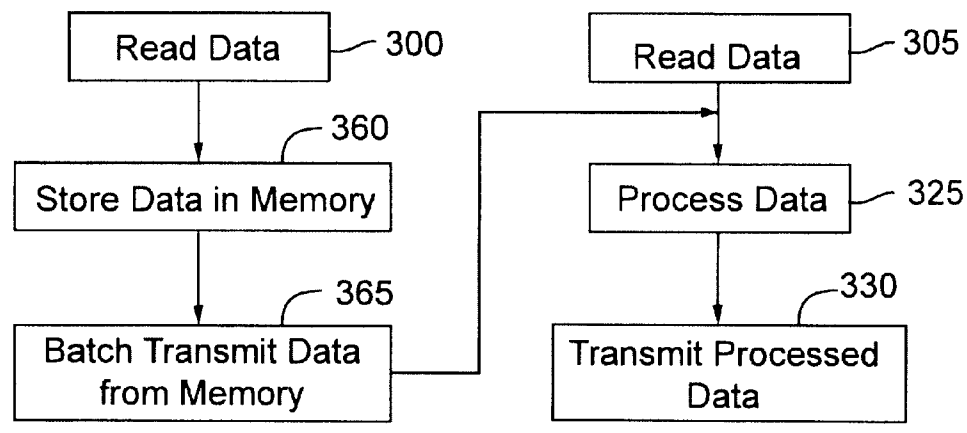 Read Data
300
360
Store Data in Memory
365
Batch Transmit Data
from Memory
Read Data
305
Process Data
325
330
Transmit Processed
Data